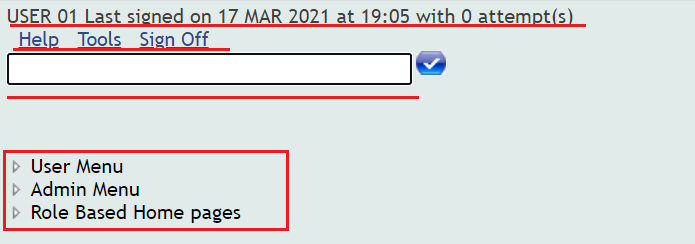 USER 01 Last signed on 17 MAR 2021 at 19:05 with 0 attempt(s)
Help Tools Sign Off
User Menu
Admin Menu
Role Based Home pages